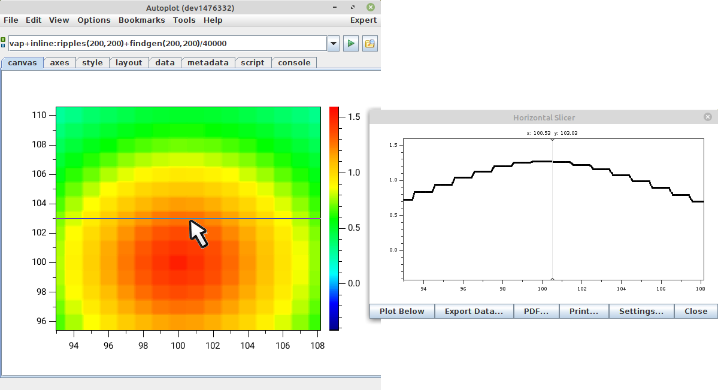 Autoplot (dev1476332)
File Edit View Options Bookmarks Tools Help Expert
vap+inline:ripples(200,200)+findgen(200,200)/40000
canvas axes style layout data metadata script console
110
108
106
104
102
100
98
96
94 96 98 100 102 104 106 108
1.5
1.0
0.5
0.0
Horizontal Slicer
x: 100.53 y: 103.02
1.5
1.0
0.5
0.0
94 96 98 100 102 104 106 108
Plot Below Export Data... PDF... Print... Settings... Close